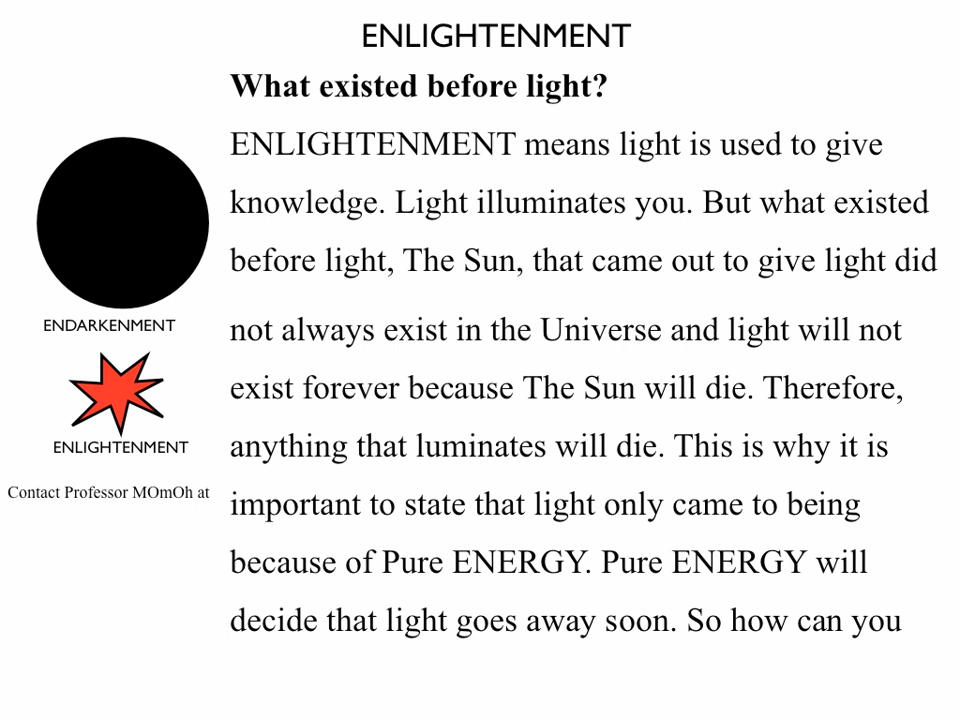 ENLIGHTENMENT
What existed before light?
ENLIGHTENMENT means light is used to give
knowledge. Light illuminates you. But what existed
before light, The Sun, that came out to give light did
not always exist in the Universe and light will not
exist forever because The Sun will die. Therefore,
anything that luminates will die. This is why it is
important to state that light only came to being
because of Pure ENERGY. Pure ENERGY will
decide that light goes away soon. So how can you
ENDARKENMENT
ENLIGHTENMENT
Contact Professor MOmOh at